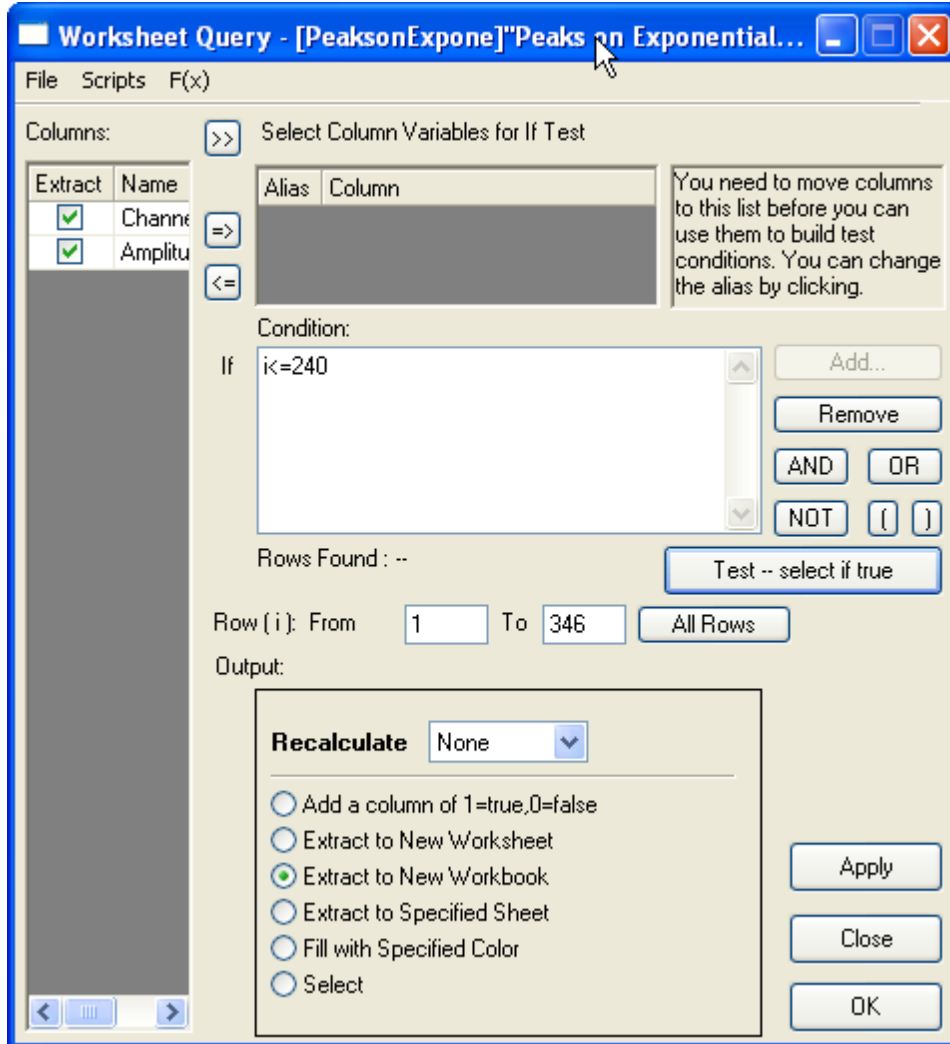 Worksheet Query - [PeaksonExpone]"Peaks on Exponential...
File Scripts F(x)
Columns:
>>
Select Column Variables for If Test
Extract Name
Channe
Amplitu
=>
<=
Alias Column
You need to move columns
to this list before you can
use them to build test
conditions. You can change
the alias by clicking.
Condition:
If
i<=240
Add...
Remove
AND OR
NOT ( )
Rows Found : --
Test -- select if true
Row ( i ): From 1 To 346 All Rows
Output:
Recalculate None
Add a column of 1=true,0=false
Extract to New Worksheet
Extract to New Workbook
Extract to Specified Sheet
Fill with Specified Color
Select
Apply
Close
OK